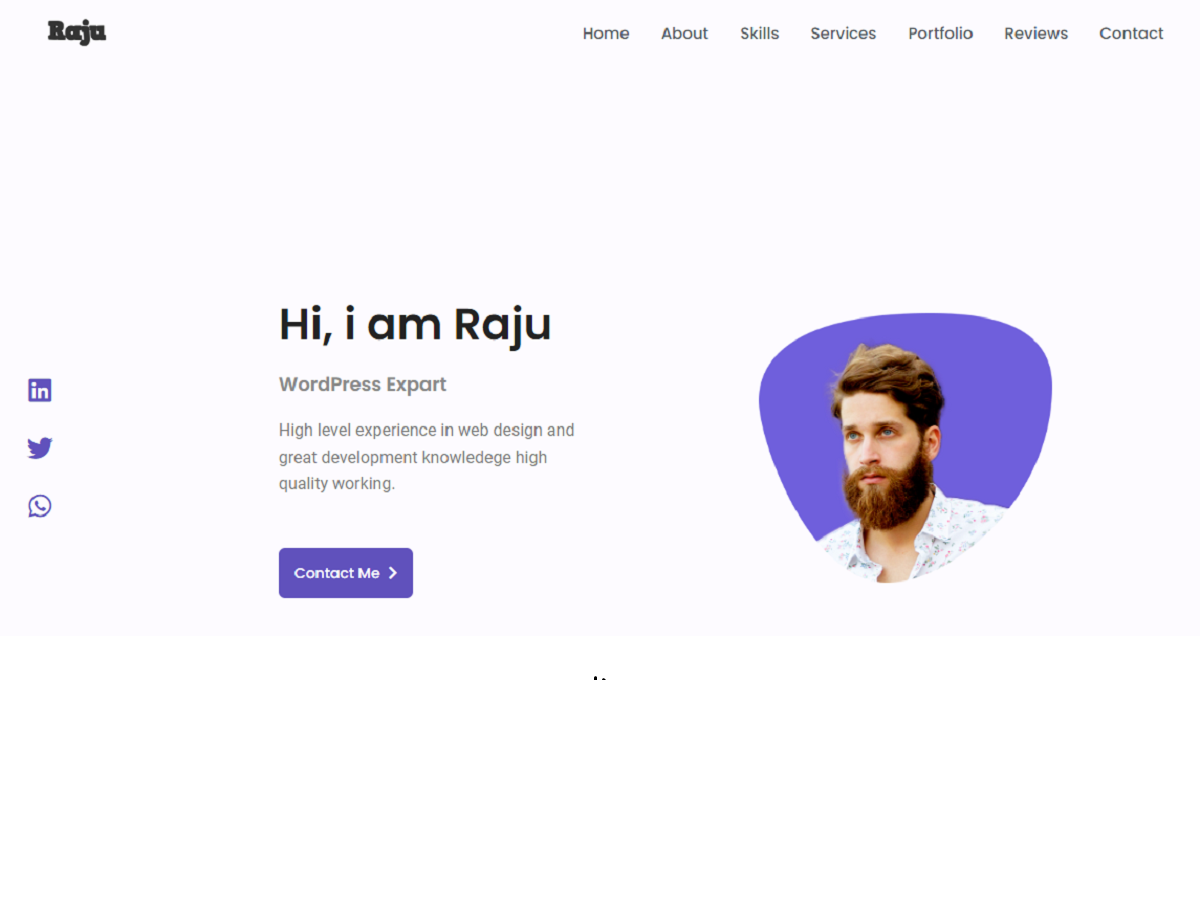 Raju
Home About Skills Services Portfolio Reviews Contact
Hi, i am Raju
WordPress Expart
High level experience in web design and
great development knowledege high
quality working.
Contact Me